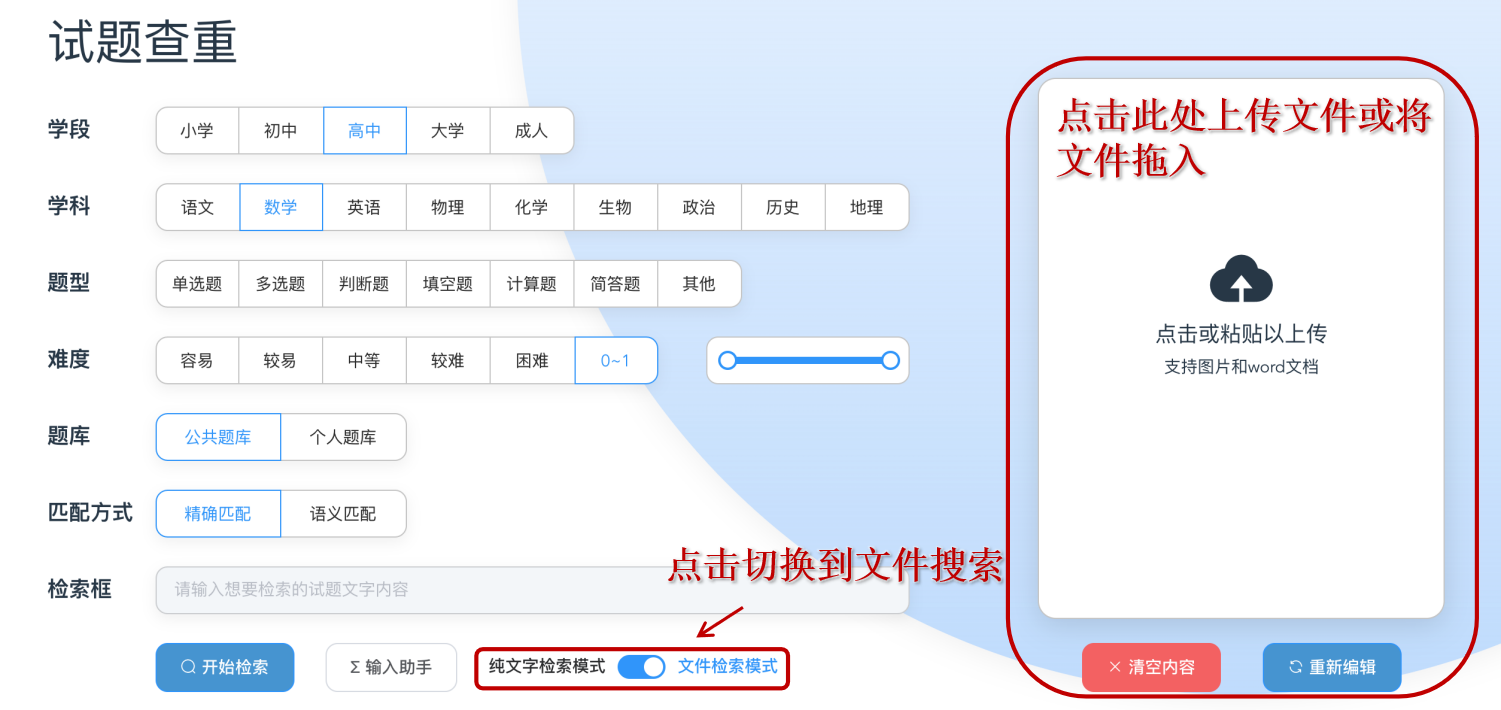 试题查重
学段 小学 初中 高中 大学 成人
学科 语文 数学 英语 物理 化学 生物 政治 历史 地理
题型 单选题 多选题 判断题 填空题 计算题 简答题 其他
难度 容易 较易 中等 较难 困难 0~1
题库 公共题库 个人题库
匹配方式 精确匹配 语义匹配
点击切换到文件搜索
检索框 请输入想要检索的试题文字内容
开始检索 Σ 输入助手 纯文字检索模式 文件检索模式
点击此处上传文件或将
文件拖入
点击或粘贴以上传
支持图片和word文档
× 清空内容 重新编辑